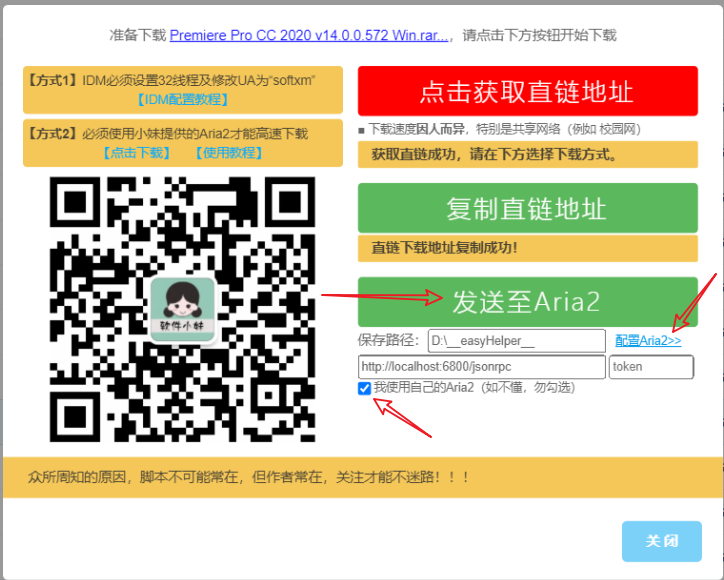 准备下载 Premiere Pro CC 2020 v14.0.0.572 Win.rar...，请点击下方按钮开始下载
【方式1】IDM必须设置32线程及修改UA为“softxm”
【IDM配置教程】
【方式2】必须使用小妹提供的Aria2才能高速下载
【点击下载】 【使用教程】
软件小妹
点击获取直链地址
■ 下载速度因人而异，特别是共享网络（例如 校园网）
获取直链成功，请在下方选择下载方式。
复制直链地址
直链下载地址复制成功！
发送至Aria2
保存路径： D:\__easyHelper__ 配置Aria2>>
http://localhost:6800/jsonrpc token
我使用自己的Aria2（如不懂，勿勾选）
众所周知的原因，脚本不可能常在，但作者常在，关注才能不迷路！！！
关闭